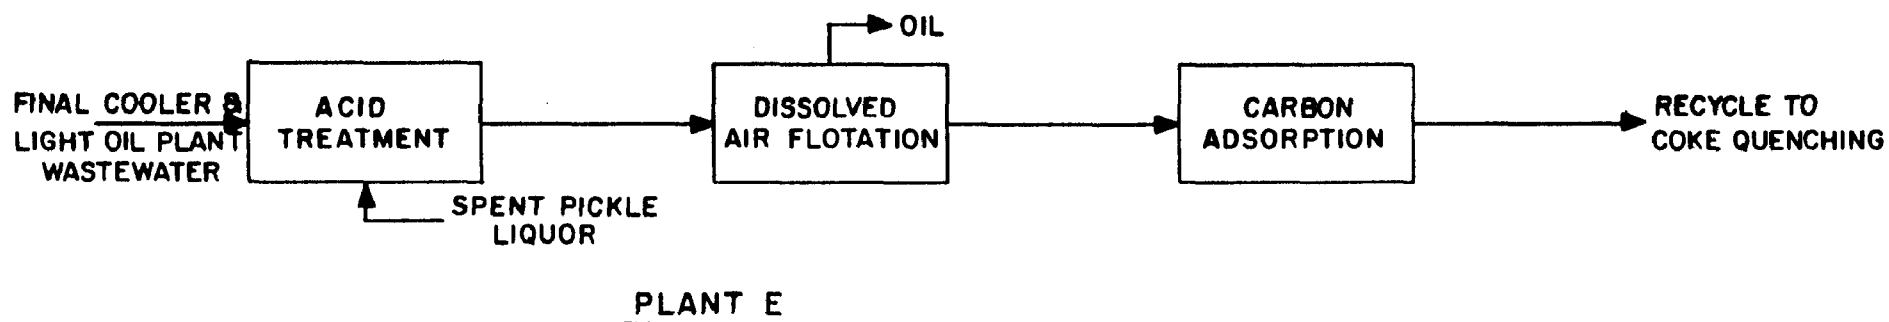 OIL
FINAL COOLER &
LIGHT OIL PLANT
WASTEWATER
ACID
TREATMENT
DISSOLVED
AIR FLOTATION
CARBON
ADSORPTION
RECYCLE TO
COKE QUENCHING
SPENT PICKLE
LIQUOR
PLANT E